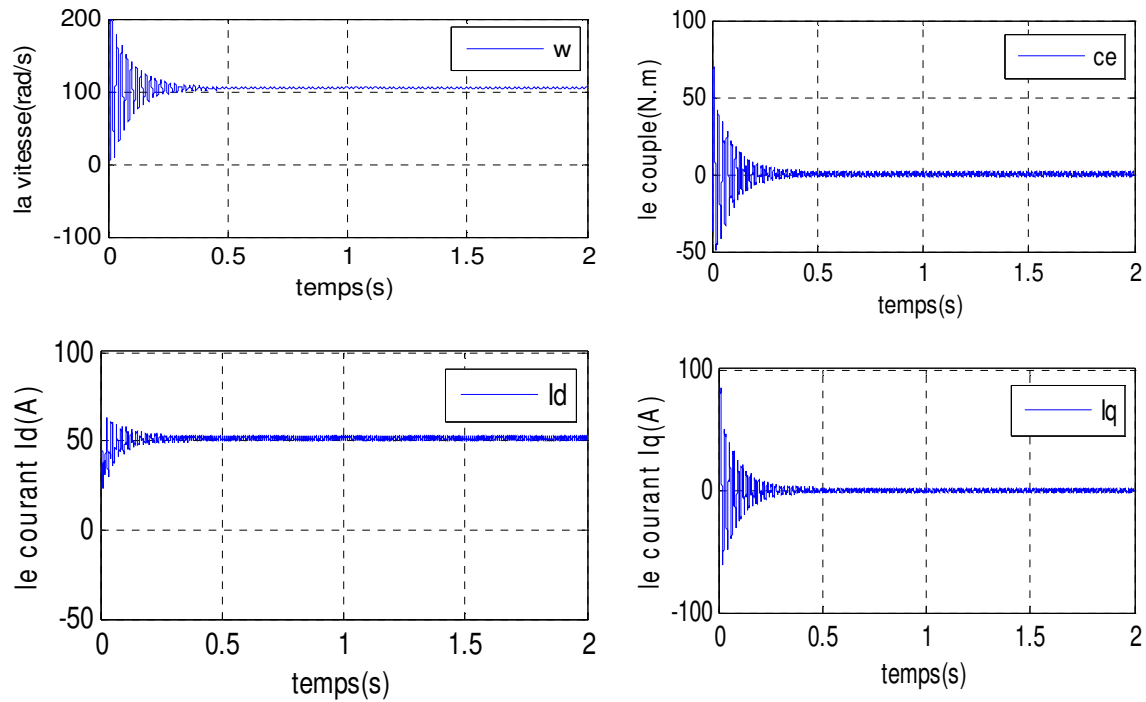 la vitesse(rad/s)
200
100
0
-100
w
0 0.5 1 1.5 2
temps(s)
le couple(N.m)
100
50
0
-50
ce
0 0.5 1 1.5 2
temps(s)
le courant Id(A)
100
50
0
-50
Id
0 0.5 1 1.5 2
temps(s)
le courant Iq(A)
100
0
-100
Iq
0 0.5 1 1.5 2
temps(s)